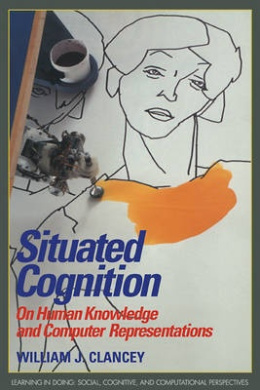 Situated
Cognition
On Human Knowledge
and Computer Representations
WILLIAM J. CLANCEY
LEARNING IN DOING: SOCIAL, COGNITIVE, AND COMPUTATIONAL PERSPECTIVES